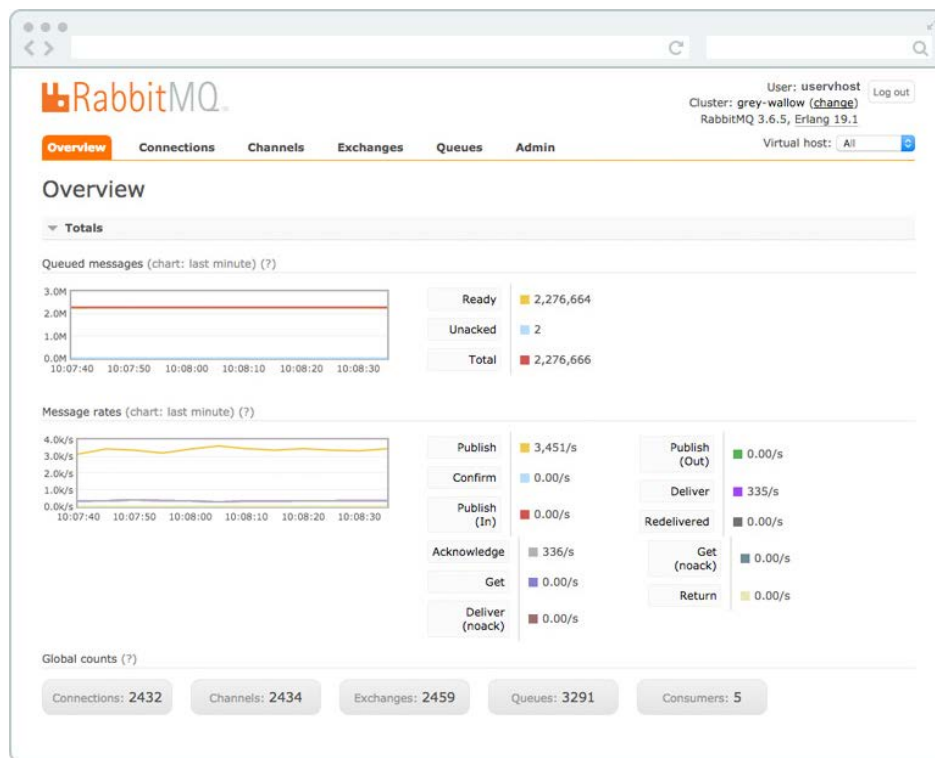 RabbitMQ
User: uservhost
Log out
Cluster: grey-wallow (change)
RabbitMQ 3.6.5, Erlang 19.1
Overview Connections Channels Exchanges Queues Admin
Virtual host: All
Overview
Totals
Queued messages (chart: last minute) (?)
3.0M
2.0M
1.0M
0.0M
10:07:40 10:07:50 10:08:00 10:08:10 10:08:20 10:08:30
Ready 2,276,664
Unacked 2
Total 2,276,666
Message rates (chart: last minute) (?)
4.0k/s
3.0k/s
2.0k/s
1.0k/s
0.0k/s
10:07:40 10:07:50 10:08:00 10:08:10 10:08:20 10:08:30
Publish 3,451/s
Confirm 0.00/s
Publish (In) 0.00/s
Acknowledge 336/s
Get 0.00/s
Deliver (noack) 0.00/s
Publish (Out) 0.00/s
Deliver 335/s
Redelivered 0.00/s
Get (noack) 0.00/s
Return 0.00/s
Global counts (?)
Connections: 2432 Channels: 2434 Exchanges: 2459 Queues: 3291 Consumers: 5